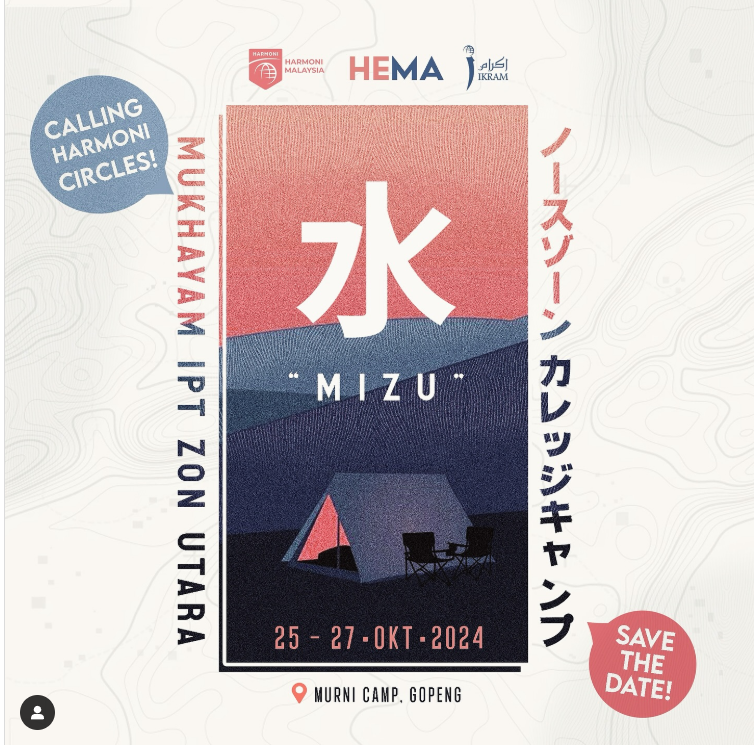 HARMONI
HARMONI
MALAYSIA
HEMA
إكرام
IKRAM
CALLING
HARMONI
CIRCLES!
MUKHAYAM IPT ZON UTARA
水
"MIZU"
ノースゾーン カレッジキャンプ
25 - 27・OKT・2024
MURNI CAMP, GOPENG
SAVE
THE
DATE!